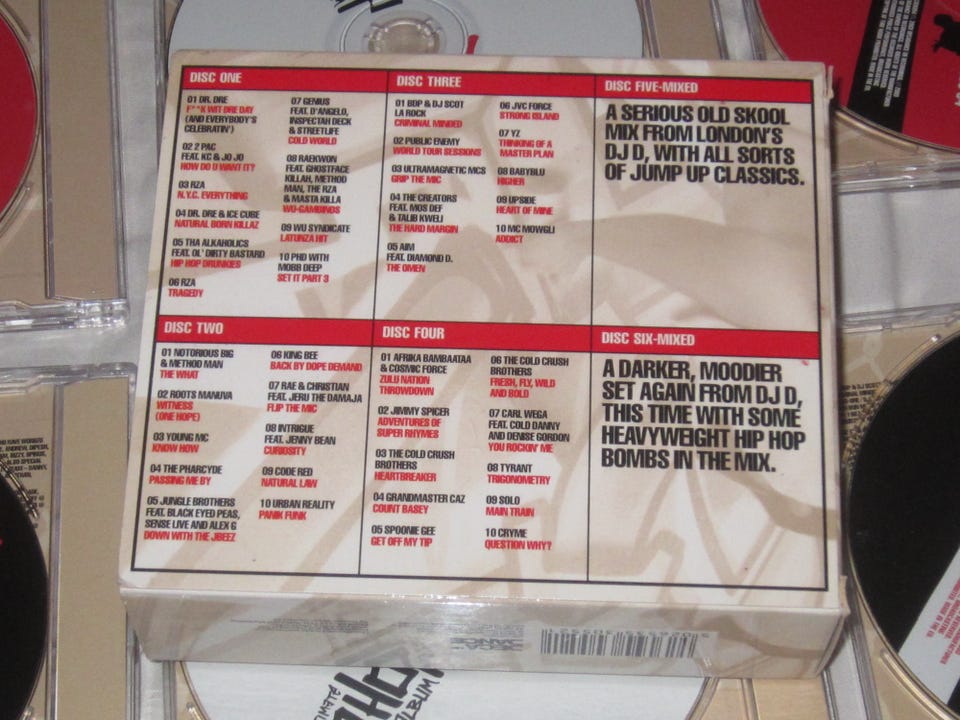 DISC ONE
01 DR. DRE
F**K WIT DRE DAY
(AND EVERYBODY'S
CELEBRATIN')
02 2 PAC
FEAT. KC & JO JO
HOW DO U WANT IT?
03 RZA
N.Y.C. EVERYTHING
04 DR. DRE & ICE CUBE
NATURAL BORN KILLAZ
05 THA ALKAHOLICS
FEAT. OL' DIRTY BASTARD
HIP HOP DRUNKIES
06 RZA
TRAGEDY
07 GENIUS
FEAT. D'ANGELO,
INSPECTAH DECK
& STREETLIFE
COLD WORLD
08 RAEKWON
FEAT. GHOSTFACE
KILLAH, METHOD
MAN, THE RZA
& MASTA KILLA
WU-GAMBINOS
09 WU SYNDICATE
LATUNZA HIT
10 PHD WITH
MOBB DEEP
SET IT PART 3
DISC THREE
01 BDP & DJ SCOT
LA ROCK
CRIMINAL MINDED
02 PUBLIC ENEMY
WORLD TOUR SESSIONS
03 ULTRAMAGNETIC MCS
GRIP THE MIC
04 THE CREATORS
FEAT. MOS DEF
& TALIB KWELI
THE HARD MARGIN
05 AIM
FEAT. DIAMOND D.
THE OMEN
06 JVC FORCE
STRONG ISLAND
07 YZ
THINKING OF A
MASTER PLAN
08 BABYBLU
HIGHER
09 UPSIDE
HEART OF MINE
10 MC MOWGLI
ADDICT
DISC FIVE-MIXED
A SERIOUS OLD SKOOL
MIX FROM LONDON'S
DJ D, WITH ALL SORTS
OF JUMP UP CLASSICS.
DISC TWO
01 NOTORIOUS BIG
& METHOD MAN
THE WHAT
02 ROOTS MANUVA
WITNESS
(ONE HOPE)
03 YOUNG MC
KNOW HOW
04 THE PHARCYDE
PASSING ME BY
05 JUNGLE BROTHERS
FEAT. BLACK EYED PEAS,
SENSE LIVE AND ALEX G
DOWN WITH THE JBEEZ
06 KING BEE
BACK BY DOPE DEMAND
07 RAE & CHRISTIAN
FEAT. JERU THE DAMAJA
FLIP THE MIC
08 INTRIGUE
FEAT. JENNY BEAN
CURIOSITY
09 CODE RED
NATURAL LAW
10 URBAN REALITY
PANIK FUNK
DISC FOUR
01 AFRIKA BAMBAATAA
& COSMIC FORCE
ZULU NATION
THROWDOWN
02 JIMMY SPICER
ADVENTURES OF
SUPER RHYMES
03 THE COLD CRUSH
BROTHERS
HEARTBREAKER
04 GRANDMASTER CAZ
COUNT BASEY
05 SPOONIE GEE
GET OFF MY TIP
06 THE COLD CRUSH
BROTHERS
FRESH, FLY, WILD
AND BOLD
07 CARL WEGA
FEAT. COLD DANNY
AND DENISE GORDON
YOU ROCKIN' ME
08 TYRANT
TRIGONOMETRY
09 SOLO
MAIN TRAIN
10 CRYME
QUESTION WHY?
DISC SIX-MIXED
A DARKER, MOODIER
SET AGAIN FROM DJ D,
THIS TIME WITH SOME
HEAVYWEIGHT HIP HOP
BOMBS IN THE MIX.
ALBUM